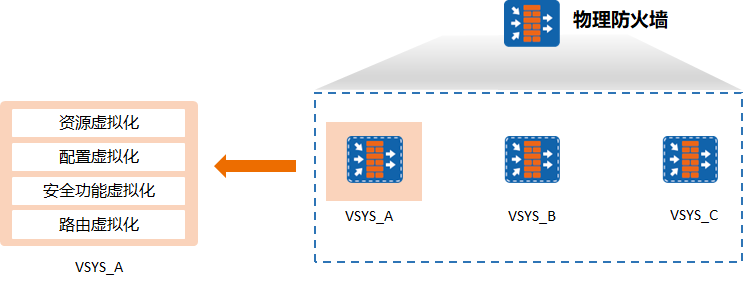 物理防火墙
资源虚拟化
配置虚拟化
安全功能虚拟化
路由虚拟化
VSYS_A
VSYS_A
VSYS_B
VSYS_C